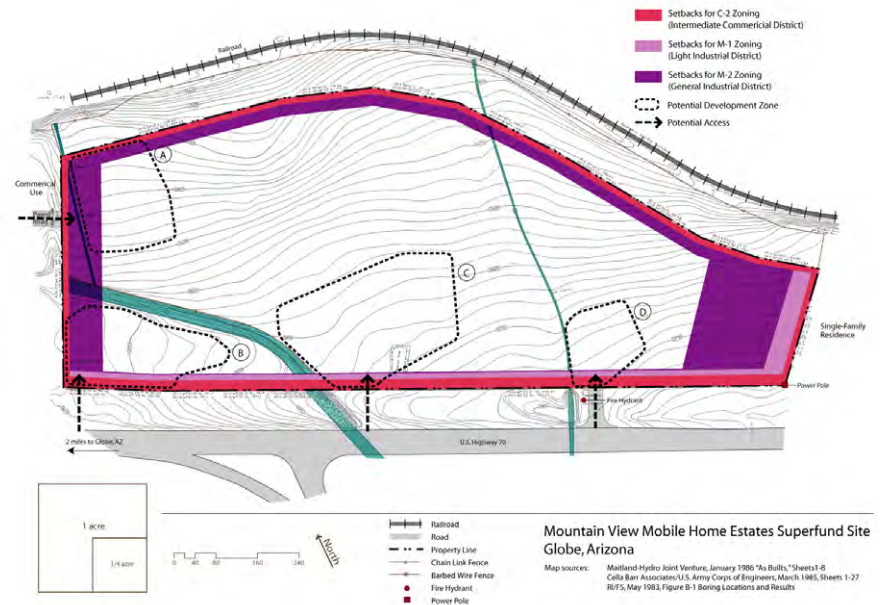 Setbacks for C-2 Zoning
(Intermediate Commericial District)
Setbacks for M-1 Zoning
(Light Industrial District)
Setbacks for M-2 Zoning
(General Industrial District)
Potential Development Zone
Potential Access
Railroad
A
Commerical
Use
C
D
B
Single-Family
Residence
Power Pole
Fire Hydrant
2 miles to Globe, AZ
U.S. Highway 70
1 acre
1/4 acre
0 40 80 160 240
North
Railroad
Road
Property Line
Chain Link Fence
Barbed Wire Fence
Fire Hydrant
Power Pole
Mountain View Mobile Home Estates Superfund Site
Globe, Arizona
Map sources:
Maitland-Hydro Joint Venture, January 1986 "As Builts," Sheets1-8
Cella Barr Associates/U.S. Army Corps of Engineers, March 1985, Sheets 1-27
RI/FS, May 1983, Figure B-1 Boring Locations and Results